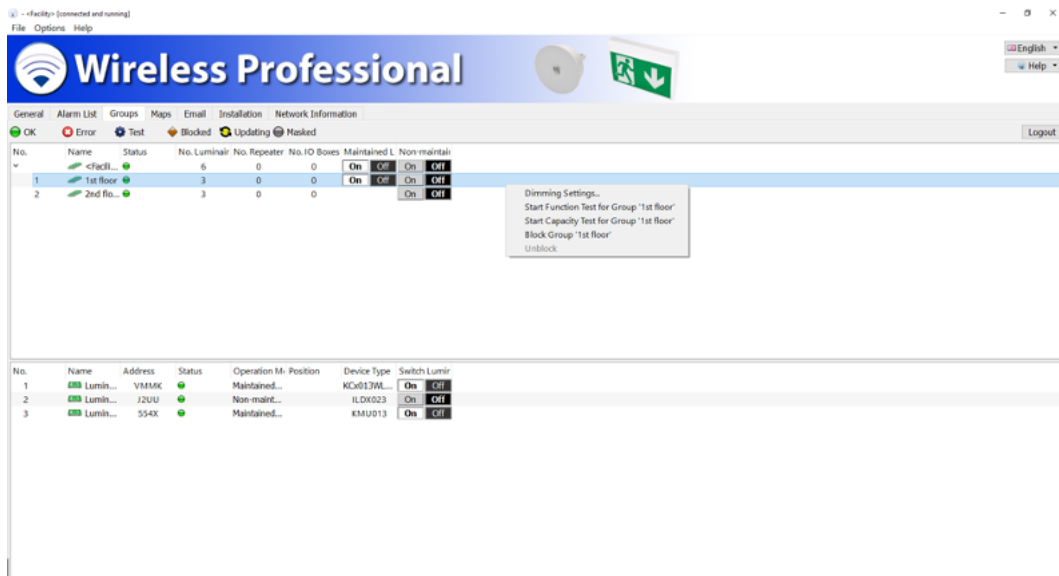 - <Facility> [connected and running]
File Options Help
Wireless Professional
English
Help
General Alarm List Groups Maps Email Installation Network Information
OK Error Test Blocked Updating Masked Logout
No. Name Status No. Luminair No. Repeater No. IO Boxes Maintained L Non-maintain
<Facili... 6 0 0 On Off On Off
1 1st floor 3 0 0 On Off On Off
2 2nd flo... 3 0 0 On Off
Dimming Settings...
Start Function Test for Group '1st floor'
Start Capacity Test for Group '1st floor'
Block Group '1st floor'
Unblock
No. Name Address Status Operation M Position Device Type Switch Lumir
1 Lumin... VMMK Maintained... KCx013WL... On Off
2 Lumin... J2UU Non-maint... ILDX023 On Off
3 Lumin... 554X Maintained... KMU013 On Off